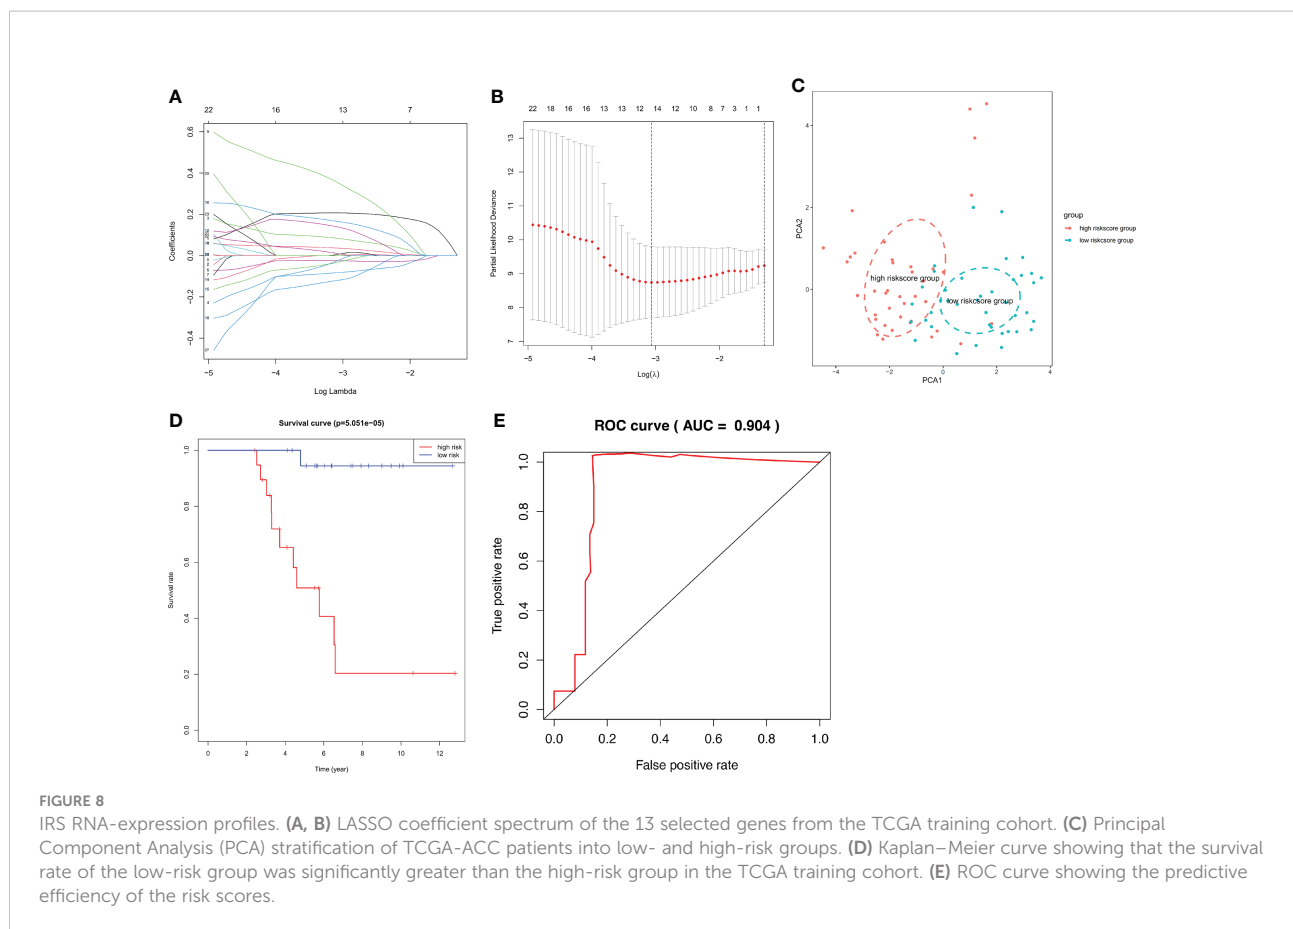 A
22 16 13 7
0.6
0.4
0.2
0.0
−0.2
−0.4
Coefficients
−5 −4 −3 −2
Log Lambda
B
22 18 16 16 13 13 12 14 12 10 8 7 3 1 1
13
12
11
10
9
8
7
Partial Likelihood Deviance
−5 −4 −3 −2
Log(λ)
C
4
2
0
PCA2
high riskscore group
low riskcsore group
−4 −2 0 2 4
PCA1
group
high riskscore group
low riskcsore group
D
Survival curve (p=5.051e−05)
high risk
low risk
1.0
0.8
0.6
0.4
0.2
0.0
Survival rate
0 2 4 6 8 10 12
Time (year)
E
ROC curve ( AUC = 0.904 )
1.0
0.8
0.6
0.4
0.2
0.0
True positive rate
0.0 0.2 0.4 0.6 0.8 1.0
False positive rate
FIGURE 8
IRS RNA-expression profiles. (A, B) LASSO coefficient spectrum of the 13 selected genes from the TCGA training cohort. (C) Principal
Component Analysis (PCA) stratification of TCGA-ACC patients into low- and high-risk groups. (D) Kaplan–Meier curve showing that the survival
rate of the low-risk group was significantly greater than the high-risk group in the TCGA training cohort. (E) ROC curve showing the predictive
efficiency of the risk scores.